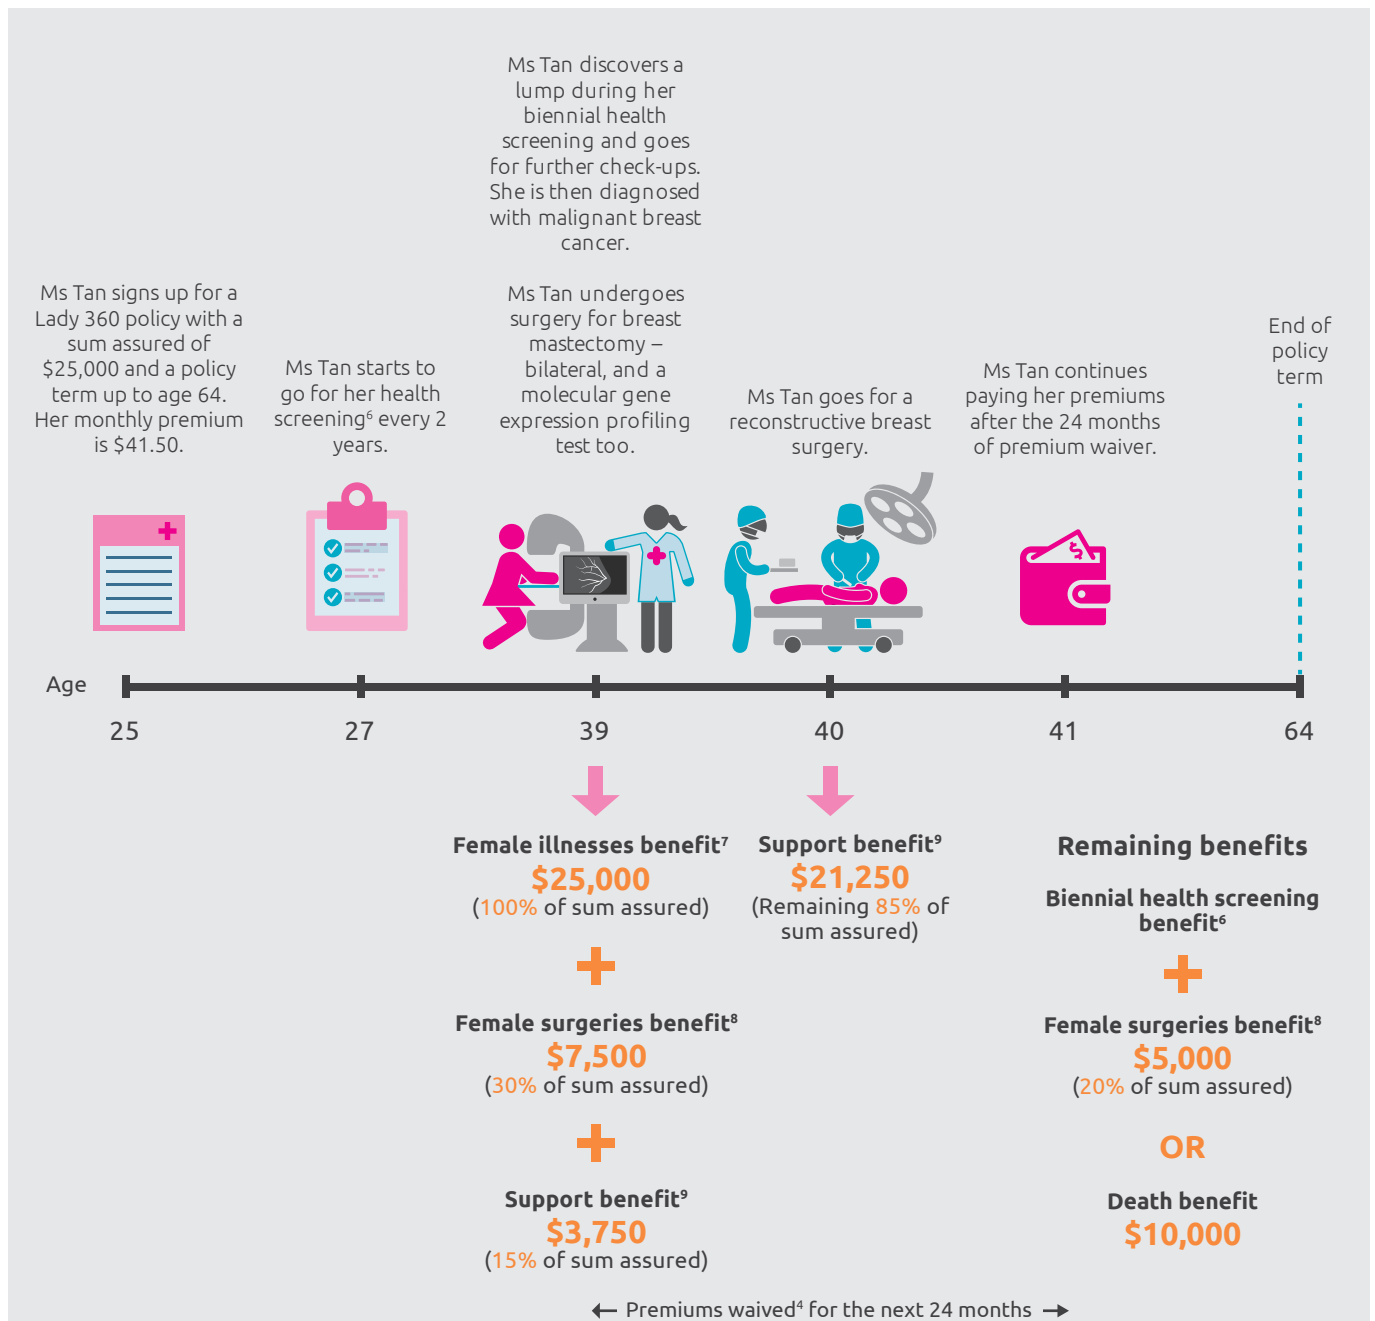 Ms Tan signs up for a
Lady 360 policy with a
sum assured of
$25,000 and a policy
term up to age 64.
Her monthly premium
is $41.50.
Ms Tan starts to
go for her health
screening⁶ every 2
years.
Ms Tan discovers a
lump during her
biennial health
screening and goes
for further check-ups.
She is then diagnosed
with malignant breast
cancer.
Ms Tan undergoes
surgery for breast
mastectomy –
bilateral, and a
molecular gene
expression profiling
test too.
Ms Tan goes for a
reconstructive breast
surgery.
Ms Tan continues
paying her premiums
after the 24 months
of premium waiver.
End of
policy
term
$
Age
25
27
39
40
41
64
Female illnesses benefit⁷
$25,000
(100% of sum assured)
+
Female surgeries benefit⁸
$7,500
(30% of sum assured)
+
Support benefit⁹
$3,750
(15% of sum assured)
Support benefit⁹
$21,250
(Remaining 85% of
sum assured)
Remaining benefits
Biennial health screening
benefit⁶
+
Female surgeries benefit⁸
$5,000
(20% of sum assured)
OR
Death benefit
$10,000
← Premiums waived⁴ for the next 24 months →